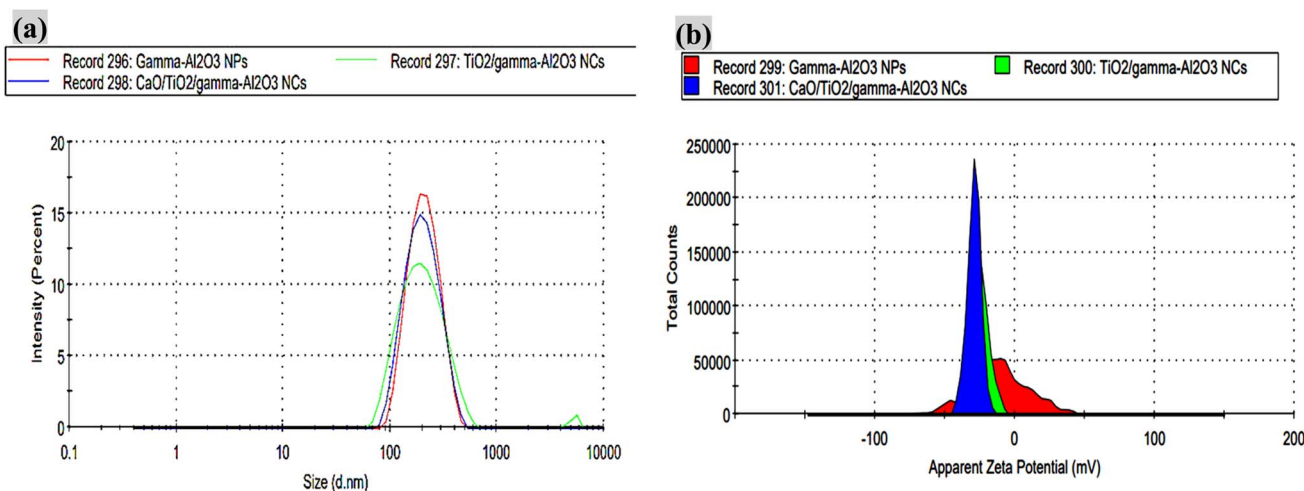 (a)
Record 296: Gamma-Al2O3 NPs Record 297: TiO2/gamma-Al2O3 NCs
Record 298: CaO/TiO2/gamma-Al2O3 NCs
20
15
10
5
0
Intensity (Percent)
0.1 1 10 100 1000 10000
Size (d.nm)
(b)
Record 299: Gamma-Al2O3 NPs Record 300: TiO2/gamma-Al2O3 NCs
Record 301: CaO/TiO2/gamma-Al2O3 NCs
250000
200000
150000
100000
50000
0
Total Counts
-100 0 100 200
Apparent Zeta Potential (mV)